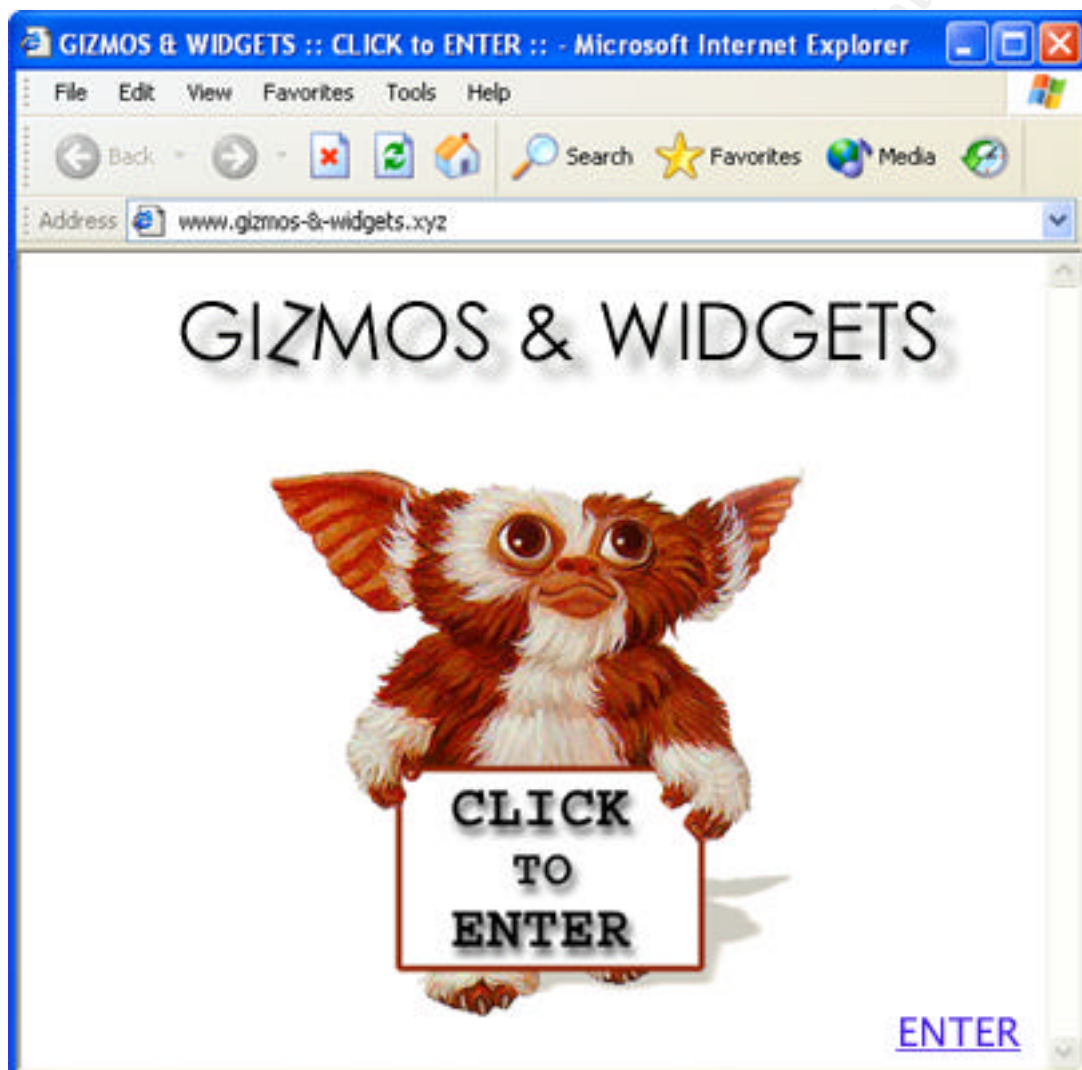 GIZMOS & WIDGETS :: CLICK to ENTER :: - Microsoft Internet Explorer
File Edit View Favorites Tools Help
Back Search Favorites Media
Address www.gizmos-&-widgets.xyz
GIZMOS & WIDGETS
CLICK
TO
ENTER
ENTER